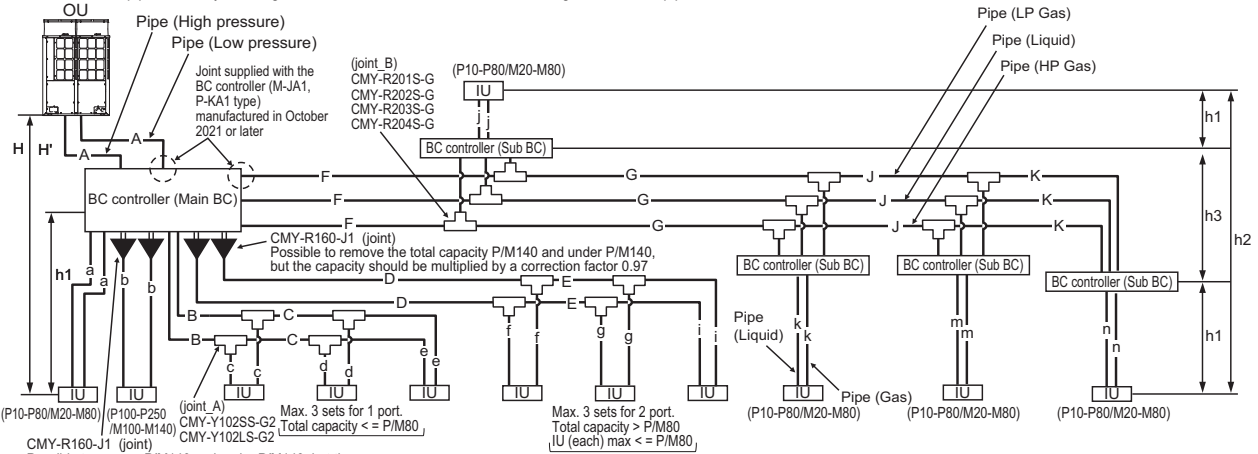 OU
Pipe (High pressure)
Pipe (Low pressure)
Joint supplied with the
BC controller (M-JA1,
P-KA1 type)
manufactured in October
2021 or later
(joint_B)
CMY-R201S-G
CMY-R202S-G
CMY-R203S-G
CMY-R204S-G
(P10-P80/M20-M80)
IU
j
j
BC controller (Sub BC)
Pipe (LP Gas)
Pipe (Liquid)
Pipe (HP Gas)
h1
h3
h2
h1
H
H'
A
A
BC controller (Main BC)
F
G
J
K
F
G
J
K
F
G
J
K
CMY-R160-J1 (joint)
Possible to remove the total capacity P/M140 and under P/M140,
but the capacity should be multiplied by a correction factor 0.97
BC controller (Sub BC)
BC controller (Sub BC)
BC controller (Sub BC)
h1
a
a
b
b
D
E
D
E
B
C
B
C
c
c
d
d
e
e
f
f
g
g
i
i
Pipe
(Liquid)
k
k
Pipe (Gas)
m
m
n
n
IU
IU
IU
IU
IU
IU
IU
IU
IU
IU
IU
(P10-P80/M20-M80)
(P100-P250
/M100-M140)
CMY-R160-J1 (joint)
(joint_A)
CMY-Y102SS-G2
CMY-Y102LS-G2
Max. 3 sets for 1 port.
Total capacity <= P/M80
Max. 3 sets for 2 port.
Total capacity > P/M80
IU (each) max <= P/M80
(P10-P80/M20-M80)
(P10-P80/M20-M80)
(P10-P80/M20-M80)